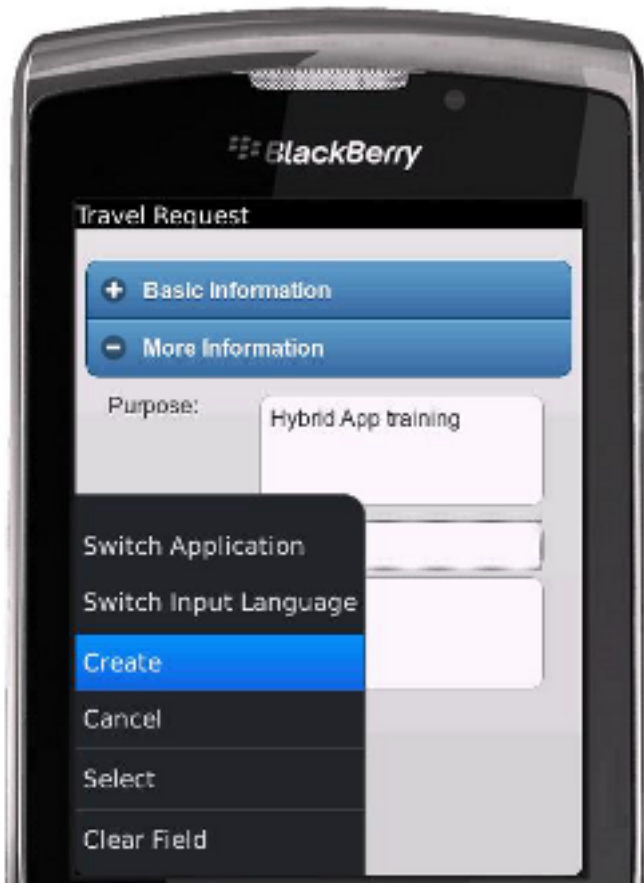 BlackBerry
Travel Request
Basic Information
More Information
Purpose:
Hybrid App training
Switch Application
Switch Input Language
Create
Cancel
Select
Clear Field